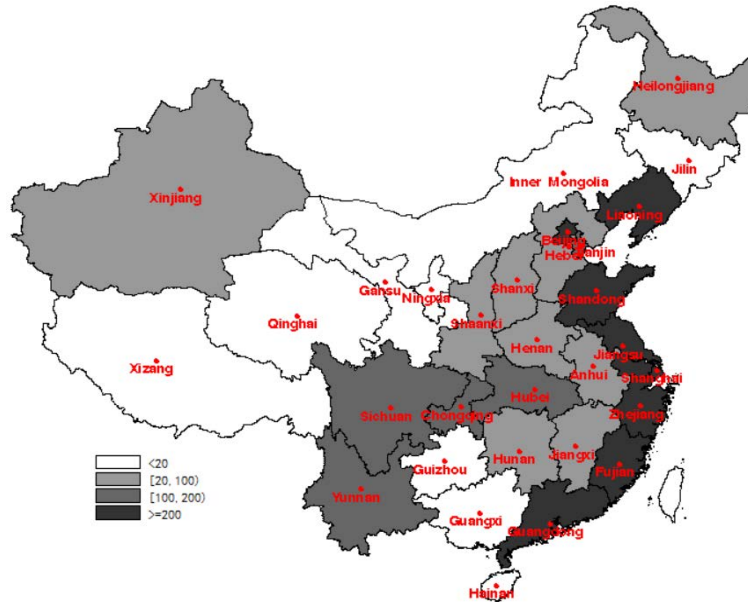 Neilongjiang
Jilin
Inner Mongolia
Xinjiang
Liaoning
Beijing
Tianjin
Hebei
Gansu
Ningxia
Shanxi
Shandong
Qinghai
Shaanxi
Henan
Jiangsu
Xizang
Anhui
Shanghai
Hubei
Sichuan
Chongqing
Zhejiang
Hunan
Jiangxi
Guizhou
Fujian
<20
[20, 100)
[100, 200)
>=200
Yunnan
Guangxi
Guangdong
Hainan